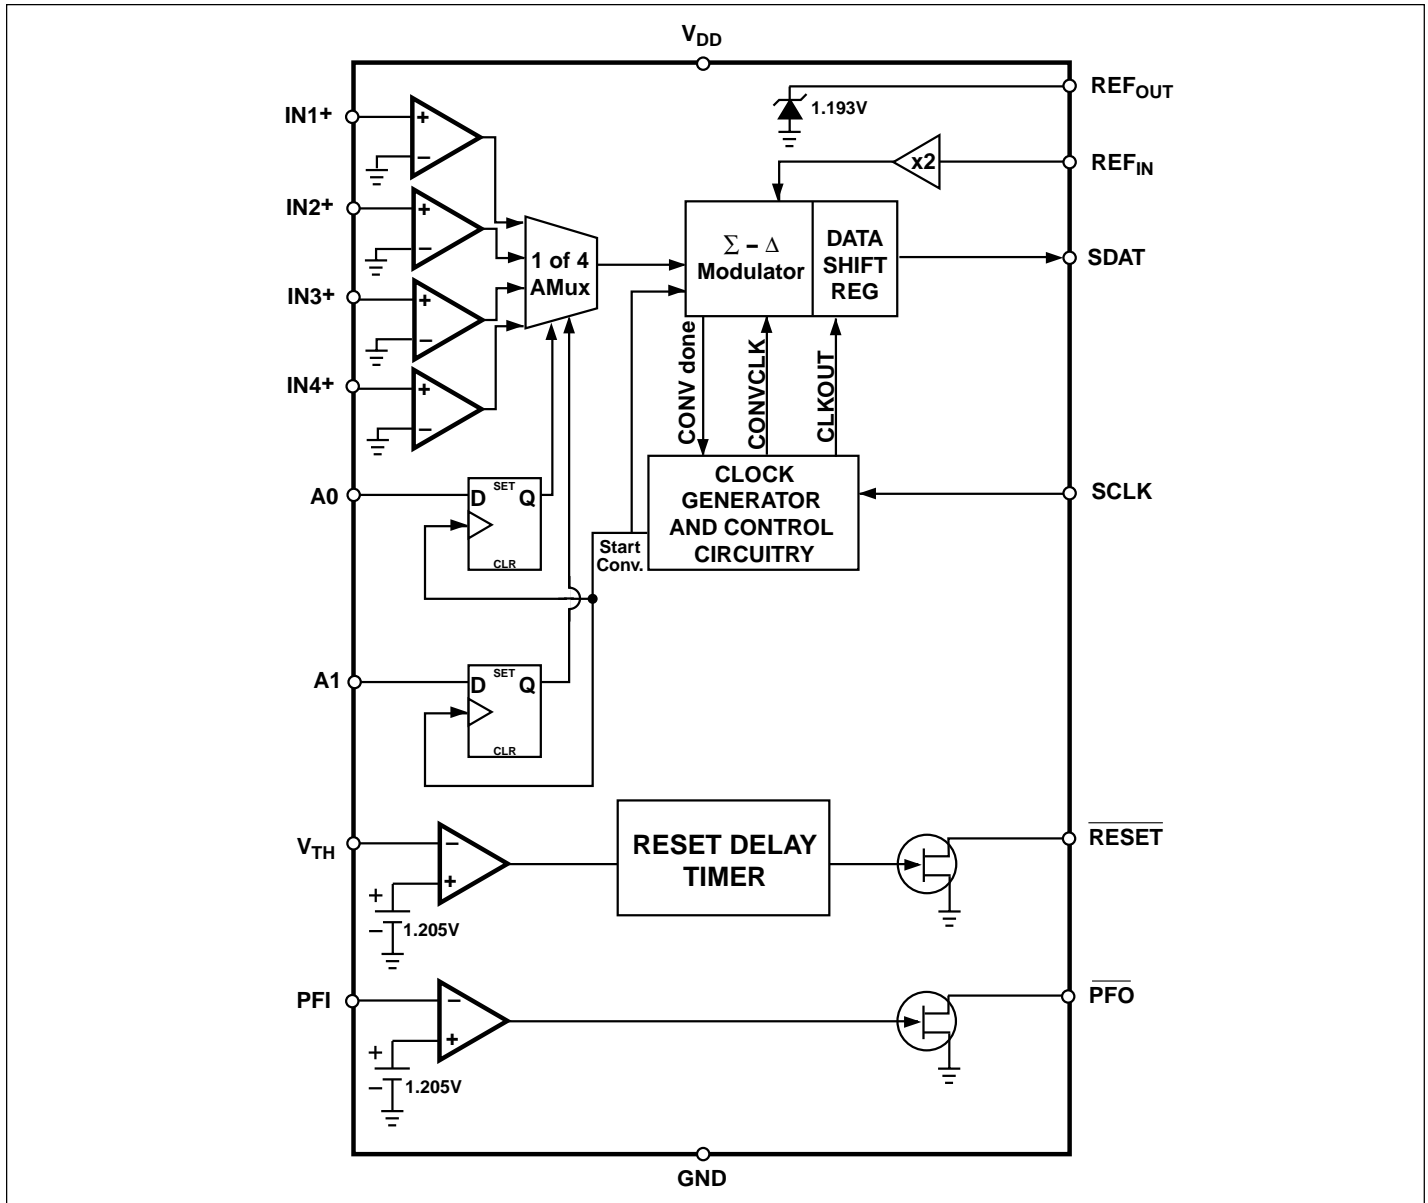 VDD
REFOUT
1.193V
IN1+
+
−
x2
REFIN
IN2+
+
−
1 of 4
AMux
Σ − Δ
Modulator
DATA
SHIFT
REG
SDAT
IN3+
+
−
IN4+
+
−
CONV done
CONVCLK
CLKOUT
A0
SET
D Q
CLR
CLOCK
GENERATOR
AND CONTROL
CIRCUITRY
SCLK
Start
Conv.
A1
SET
D Q
CLR
VTH
−
+
+
−
1.205V
RESET DELAY
TIMER
RESET
PFI
−
+
+
−
1.205V
PFO
GND